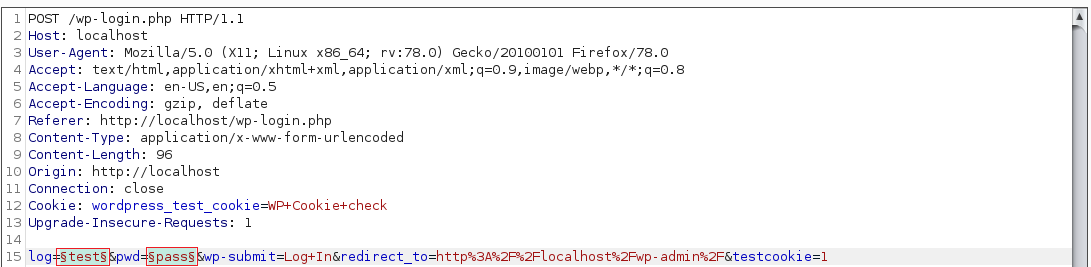 1 POST /wp-login.php HTTP/1.1
2 Host: localhost
3 User-Agent: Mozilla/5.0 (X11; Linux x86_64; rv:78.0) Gecko/20100101 Firefox/78.0
4 Accept: text/html,application/xhtml+xml,application/xml;q=0.9,image/webp,*/*;q=0.8
5 Accept-Language: en-US,en;q=0.5
6 Accept-Encoding: gzip, deflate
7 Referer: http://localhost/wp-login.php
8 Content-Type: application/x-www-form-urlencoded
9 Content-Length: 96
10 Origin: http://localhost
11 Connection: close
12 Cookie: wordpress_test_cookie=WP+Cookie+check
13 Upgrade-Insecure-Requests: 1
14
15 log=§test§&pwd=§pass§&wp-submit=Log+In&redirect_to=http%3A%2F%2Flocalhost%2Fwp-admin%2F&testcookie=1